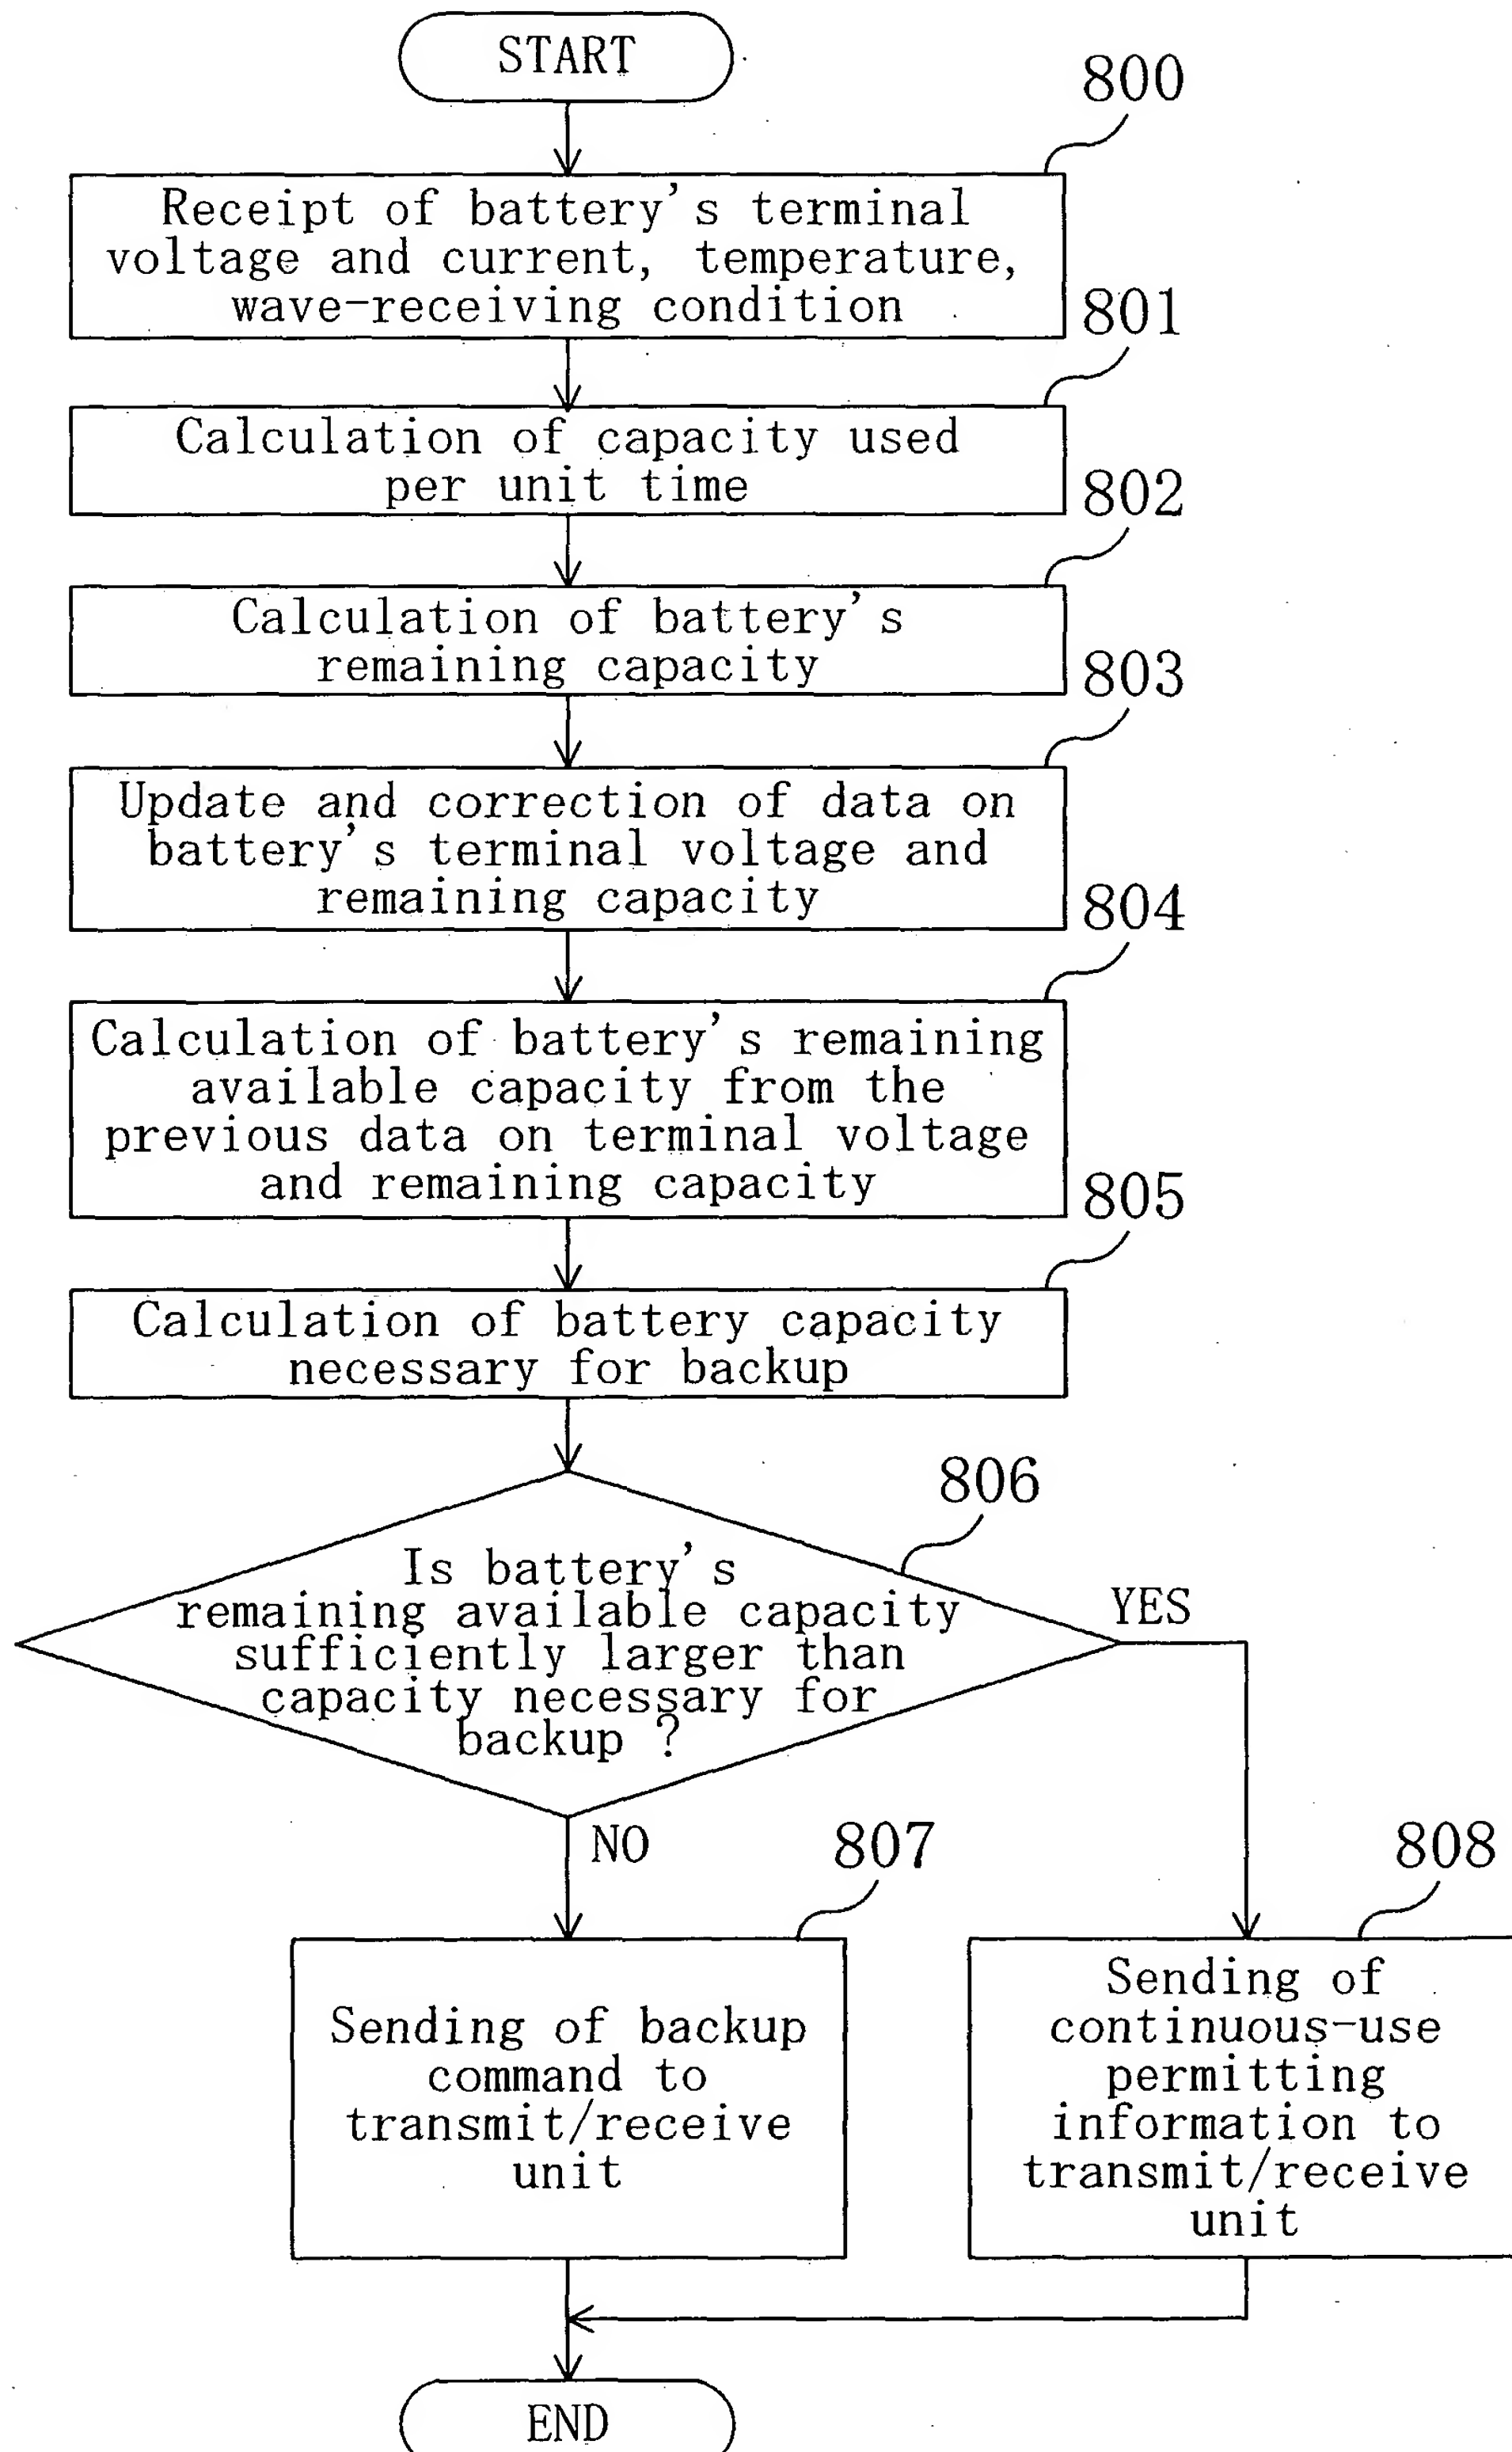 START
800
Receipt of battery's terminal
voltage and current, temperature,
wave-receiving condition
801
Calculation of capacity used
per unit time
802
Calculation of battery's
remaining capacity
803
Update and correction of data on
battery's terminal voltage and
remaining capacity
804
Calculation of battery's remaining
available capacity from the
previous data on terminal voltage
and remaining capacity
805
Calculation of battery capacity
necessary for backup
806
Is battery's
remaining available capacity
sufficiently larger than
capacity necessary for
backup ?
YES
NO
807
808
Sending of backup
command to
transmit/receive
unit
Sending of
continuous-use
permitting
information to
transmit/receive
unit
END